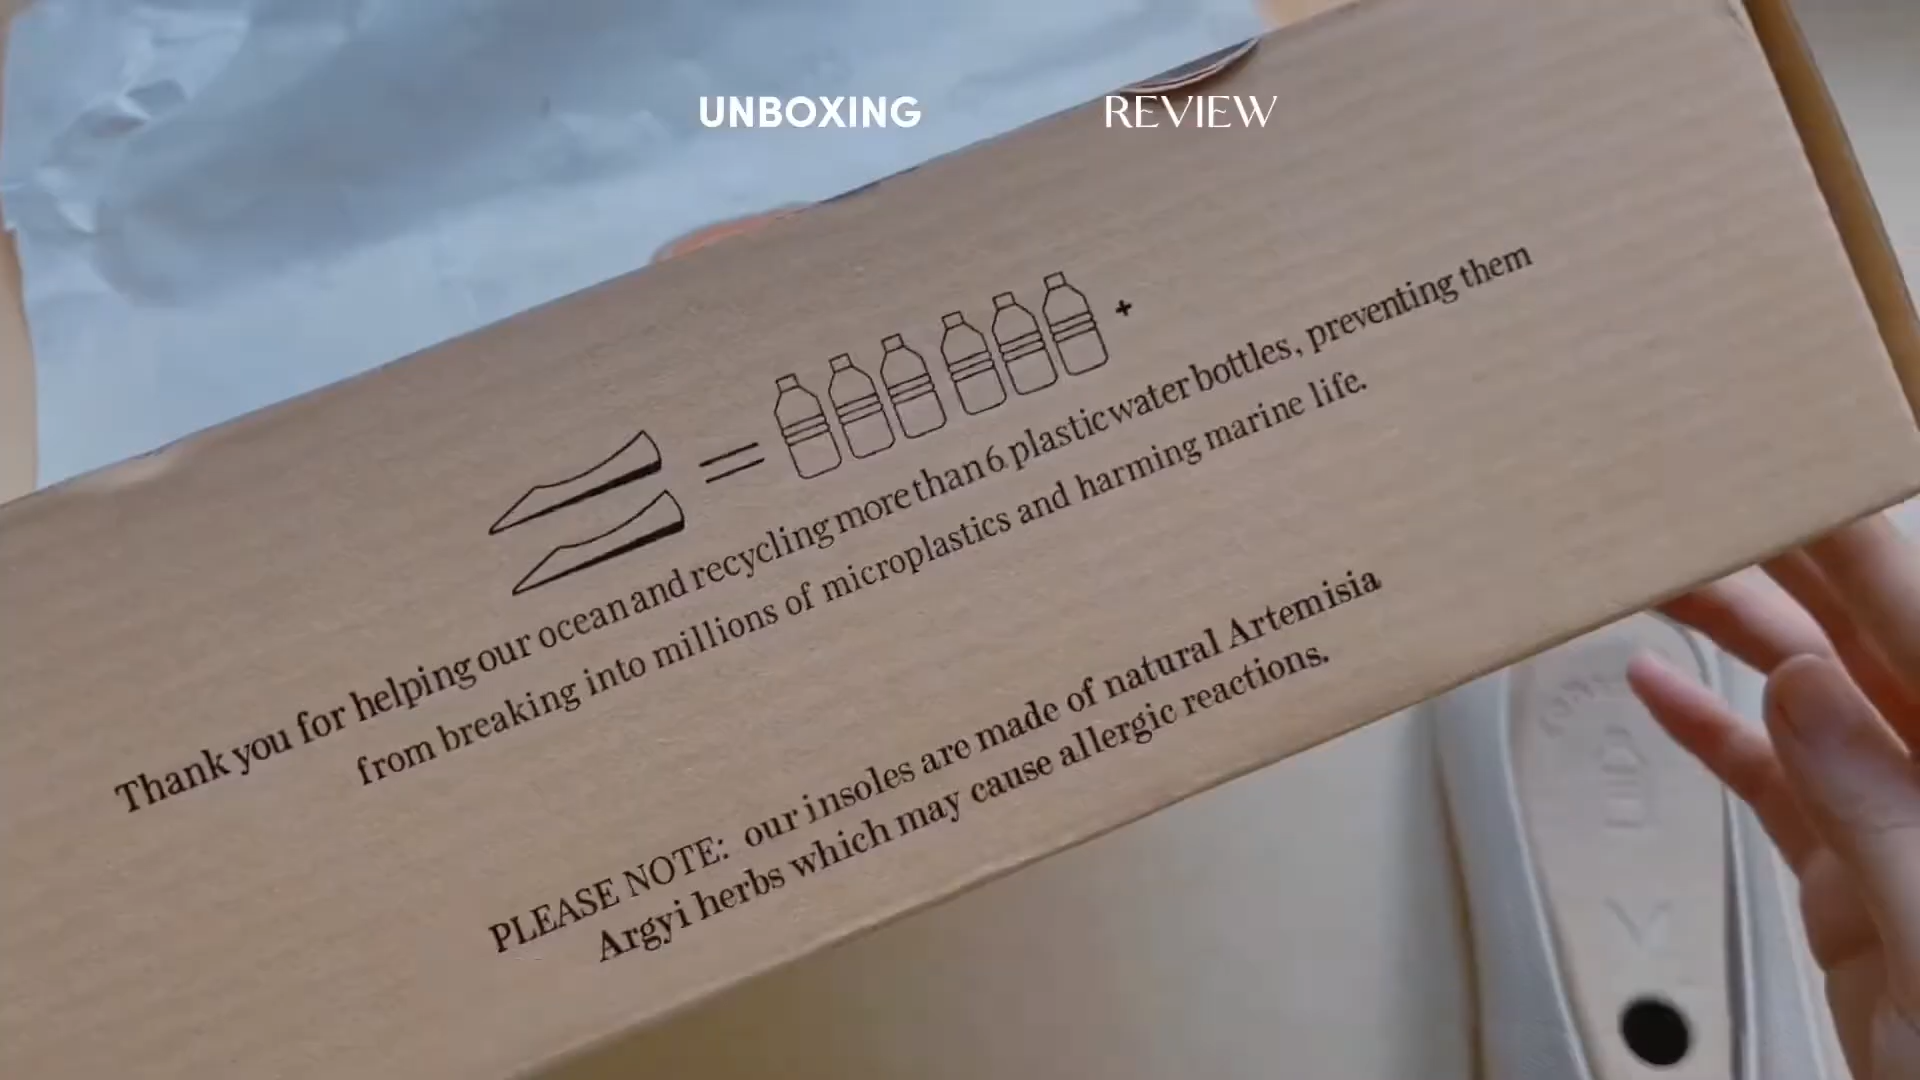 UNBOXING
REVIEW
Thank you for helping our ocean and recycling more than 6 plastic water bottles, preventing them
from breaking into millions of microplastics and harming marine life.
PLEASE NOTE: our insoles are made of natural Artemisia
Argyi herbs which may cause allergic reactions.